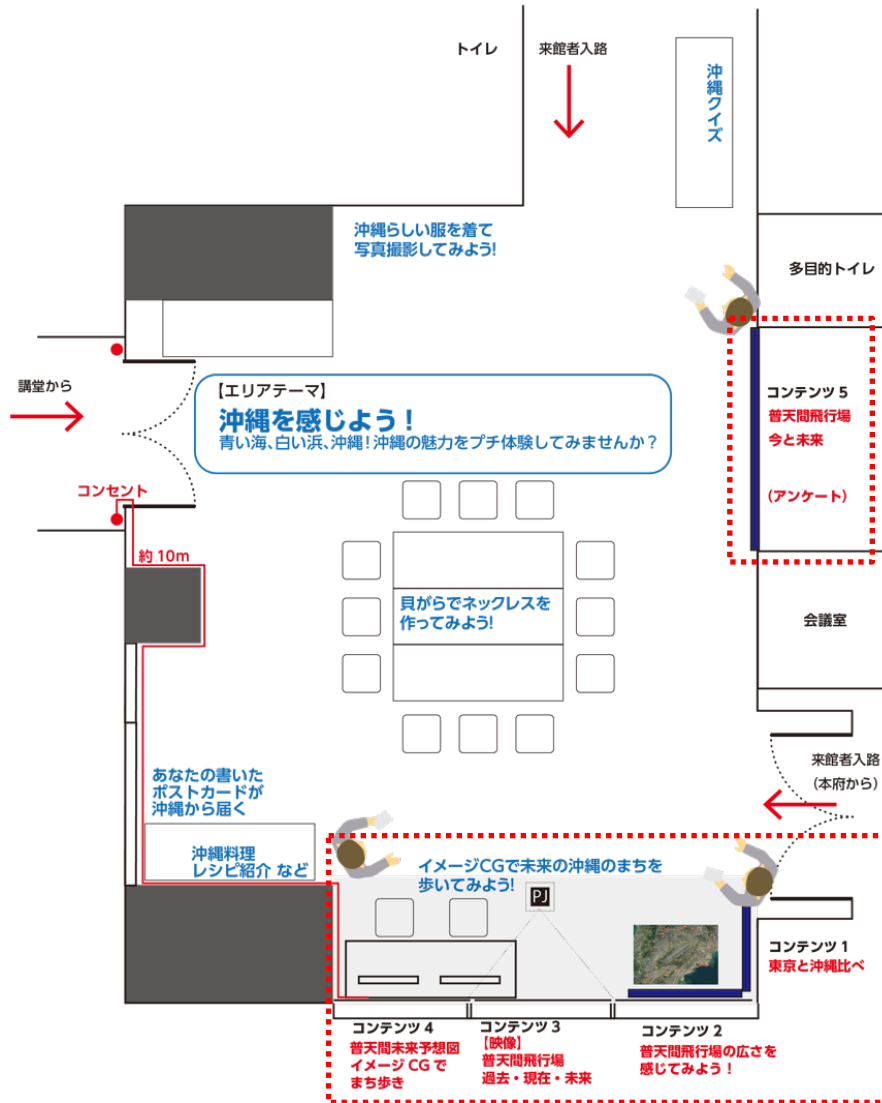 トイレ
来館者入路
沖縄クイズ
沖縄らしい服を着て
写真撮影してみよう!
多目的トイレ
講堂から
【エリアテーマ】
沖縄を感じよう！
青い海、白い浜、沖縄！沖縄の魅力をプチ体験してみませんか？
コンテンツ 5
普天間飛行場
今と未来
（アンケート）
コンセント
約 10m
貝がらでネックレスを
作ってみよう!
会議室
来館者入路
（本府から）
あなたの書いた
ポストカードが
沖縄から届く
沖縄料理
レシピ紹介 など
イメージCGで未来の沖縄のまちを
歩いてみよう!
PJ
コンテンツ 1
東京と沖縄比べ
コンテンツ 4
普天間未来予想図
イメージ CG で
まち歩き
コンテンツ 3
【映像】
普天間飛行場
過去・現在・未来
コンテンツ 2
普天間飛行場の広さを
感じてみよう！